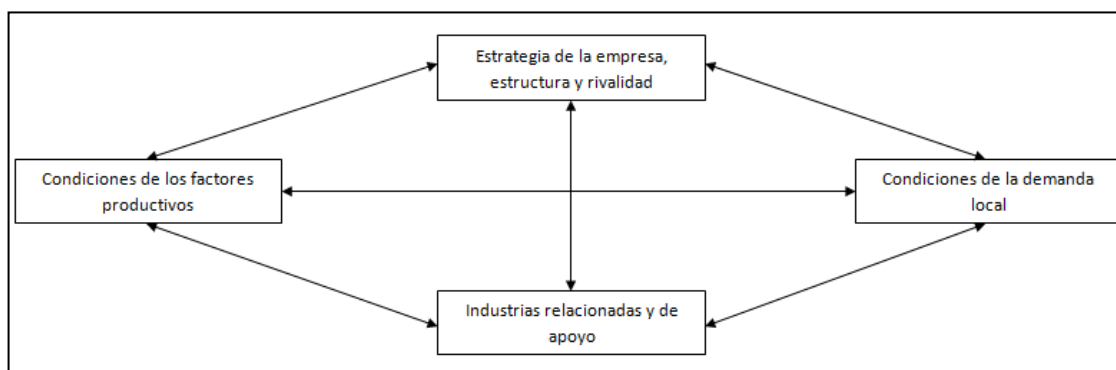 Estrategia de la empresa,
estructura y rivalidad
Condiciones de los factores
productivos
Condiciones de la demanda
local
Industrias relacionadas y de
apoyo